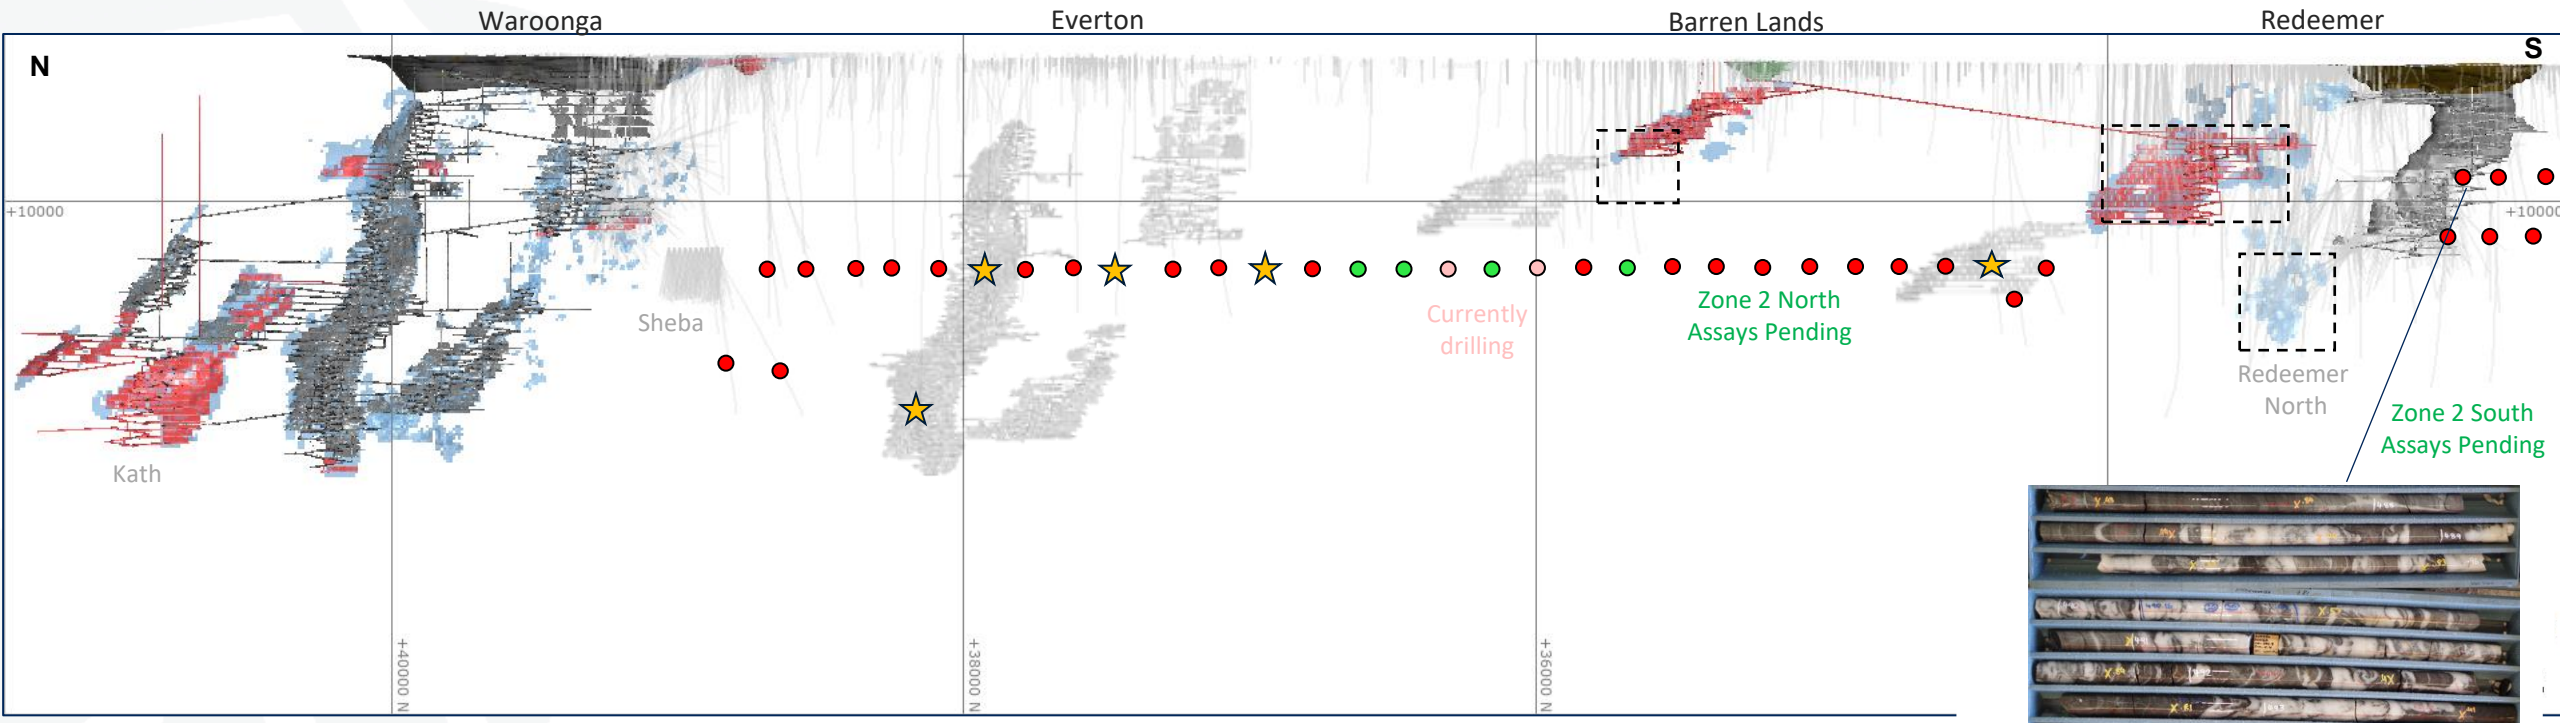 Waroonga
Everton
Barren Lands
Redeemer
N
S
+10000
+10000
Sheba
Currently
drilling
Zone 2 North
Assays Pending
Redeemer
North
Zone 2 South
Assays Pending
Kath
+40000 N
+38000 N
+36000 N